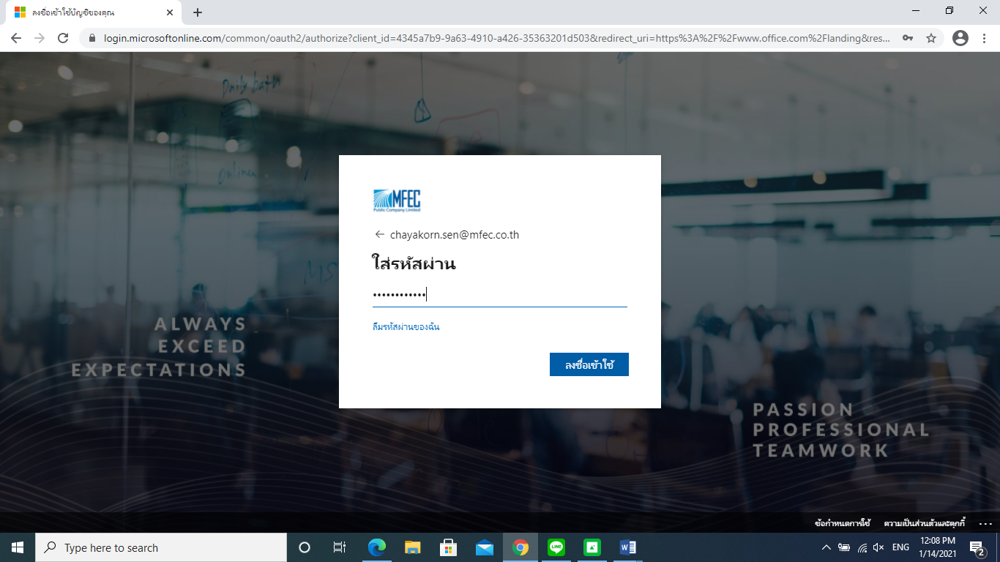 ลงชื่อเข้าใช้บัญชีของคุณ
login.microsoftonline.com/common/oauth2/authorize?client_id=4345a7b9-9a63-4910-a426-35363201d503&redirect_uri=https%3A%2F%2Fwww.office.com%2Flanding&res...
Daily bath
Online
MS
MFEC
Public Company Limited
chayakorn.sen@mfec.co.th
ใส่รหัสผ่าน
••••••••••••
ลืมรหัสผ่านของฉัน
ลงชื่อเข้าใช้
ALWAYS
EXCEED
EXPECTATIONS
PASSION
PROFESSIONAL
TEAMWORK
ข้อกำหนดการใช้ ความเป็นส่วนตัวและคุกกี้ ...
Type here to search
LINE
W
ENG
12:08 PM
1/14/2021
2